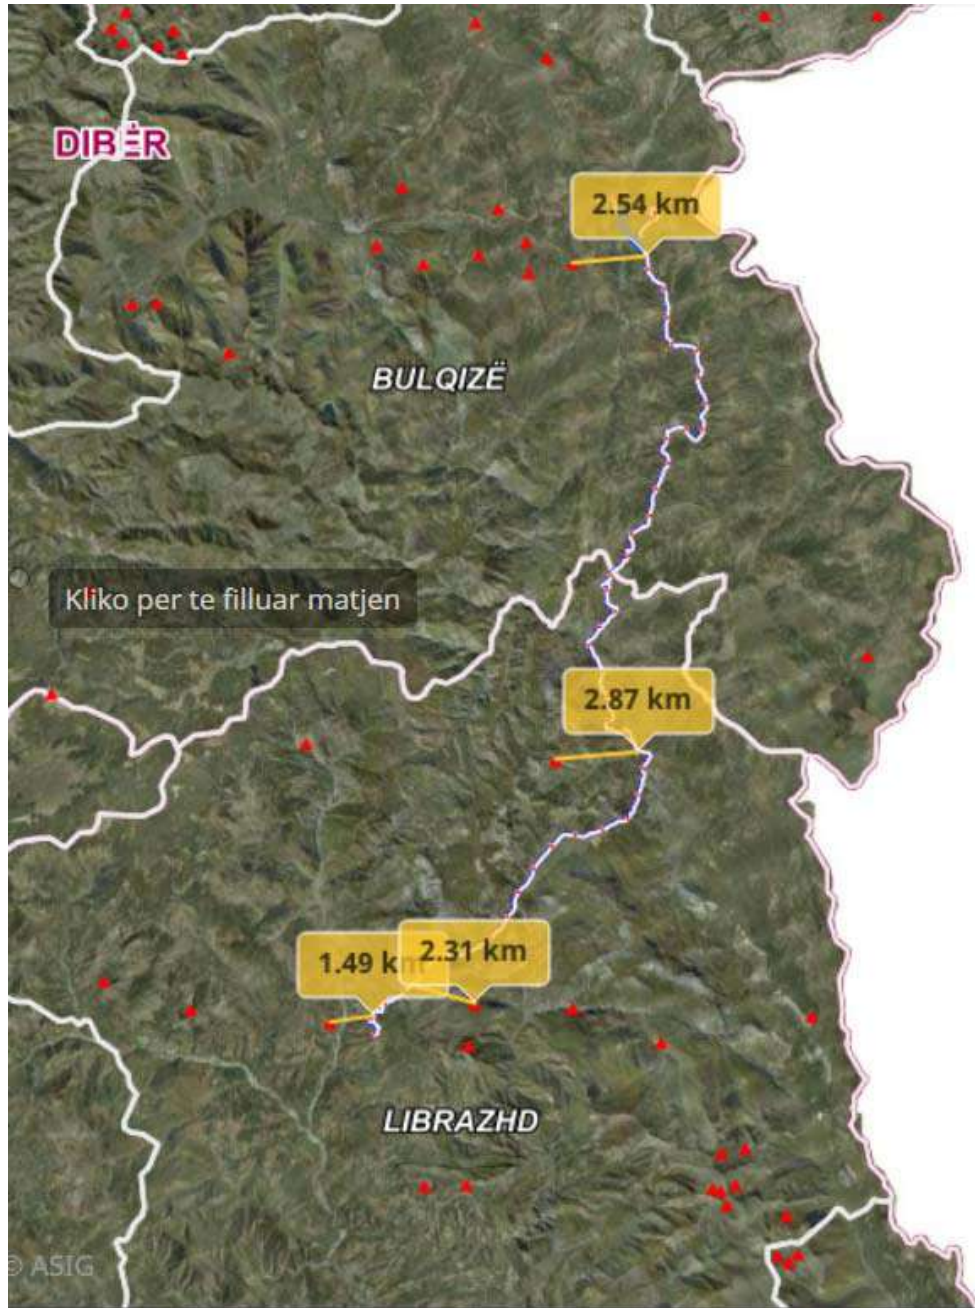 DIBËR
2.54 km
BULQIZË
Kliko per te filluar matjen
2.87 km
1.49 km
2.31 km
LIBRAZHD
© ASIG